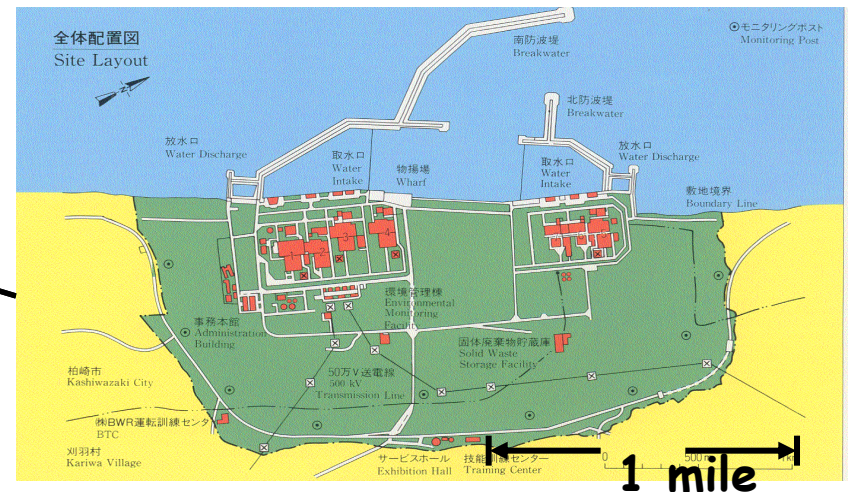 全体配置図
Site Layout
N
モニタリングポスト
Monitoring Post
南防波堤
Breakwater
北防波堤
Breakwater
放水口
Water Discharge
取水口
Water
Intake
物揚場
Wharf
取水口
Water
Intake
放水口
Water Discharge
敷地境界
Boundary Line
1
2
3
4
環境管理棟
Environmental
Monitoring
Facility
事務本館
Administration
Building
固体廃棄物貯蔵庫
Solid Waste
Storage Facility
柏崎市
Kashiwazaki City
50万V送電線
500 kV
Transmission Line
㈱BWR運転訓練センタ
BTC
刈羽村
Kariwa Village
サービスホール
Exhibition Hall
技能訓練センター
Training Center
0
500m
1 mile